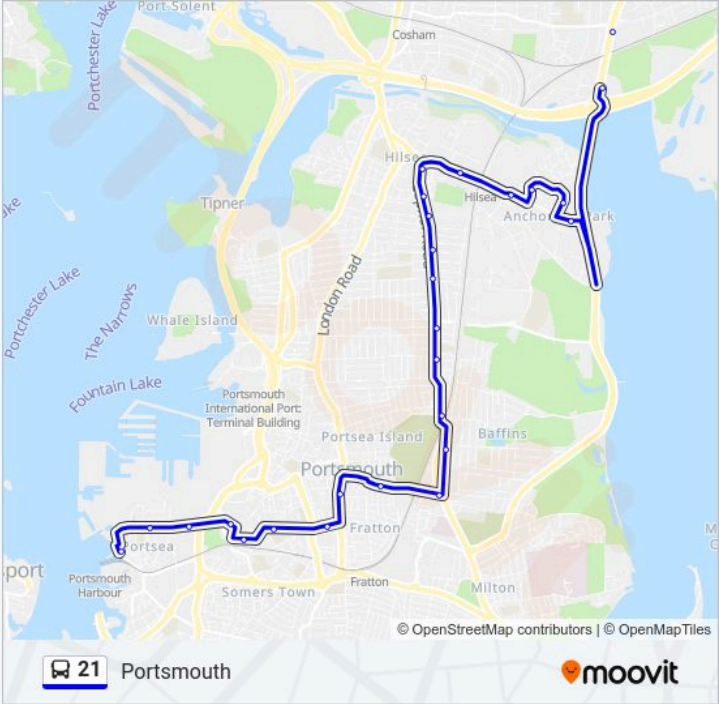 Port Solent
Cosham
Portchester Lake
Hilsea
Hilsea
Anchorage Park
Tipner
London Road
Portchester Lake
The Narrows
Whale Island
Fountain Lake
Portsmouth
International Port:
Terminal Building
Portsea Island
Baffins
Portsmouth
Portsea
Fratton
Portsmouth
Harbour
Fratton
Somers Town
Milton
© OpenStreetMap contributors | © OpenMapTiles
21 Portsmouth
moovit